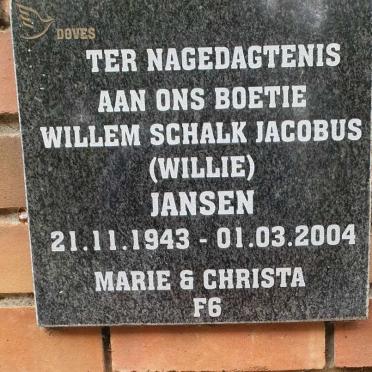 DOVES
TER NAGEDAGTENIS
AAN ONS BOETIE
WILLEM SCHALK JACOBUS
(WILLIE)
JANSEN
21.11.1943 - 01.03.2004
MARIE & CHRISTA
F6